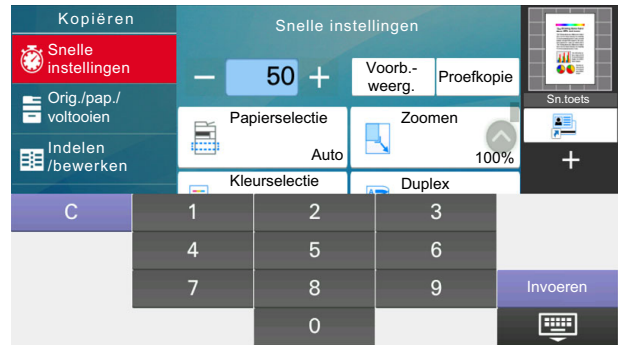 Kopiëren
Snelle instellingen
Snelle
instellingen
Orig./pap./
voltooien
Indelen
/bewerken
50
Voorb.-
weerg.
Proefkopie
Papierselectie
Auto
Zoomen
100%
Kleurselectie
Duplex
Sn.toets
C
1 2 3
4 5 6
7 8 9
0
Invoeren